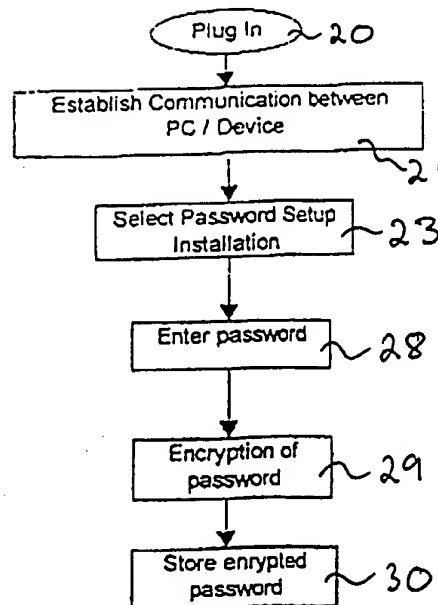 Plug In 20
Establish Communication between
PC / Device
2
Select Password Setup
Installation 23
Enter password 28
Encryption of
password 29
Store enrypted
password 30